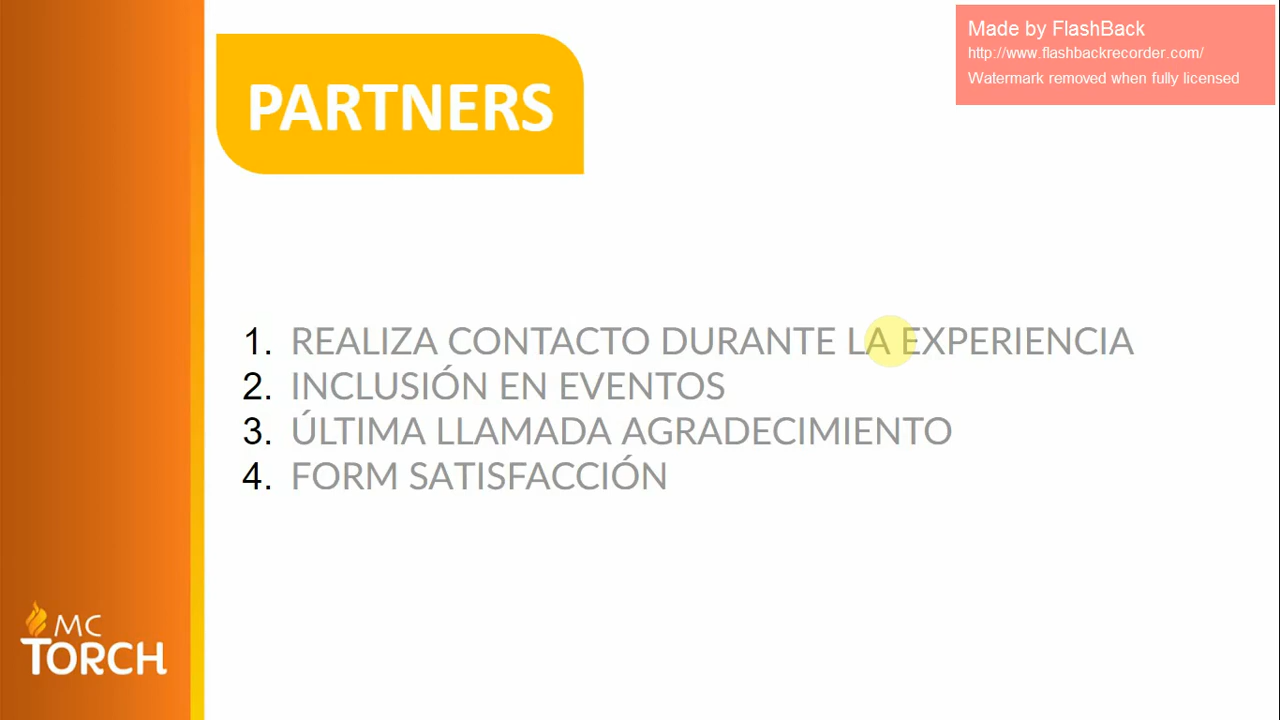 Made by FlashBack
http://www.flashbackrecorder.com/
Watermark removed when fully licensed
PARTNERS
1. REALIZA CONTACTO DURANTE LA EXPERIENCIA
2. INCLUSIÓN EN EVENTOS
3. ÚLTIMA LLAMADA AGRADECIMIENTO
4. FORM SATISFACCIÓN
MC
TORCH